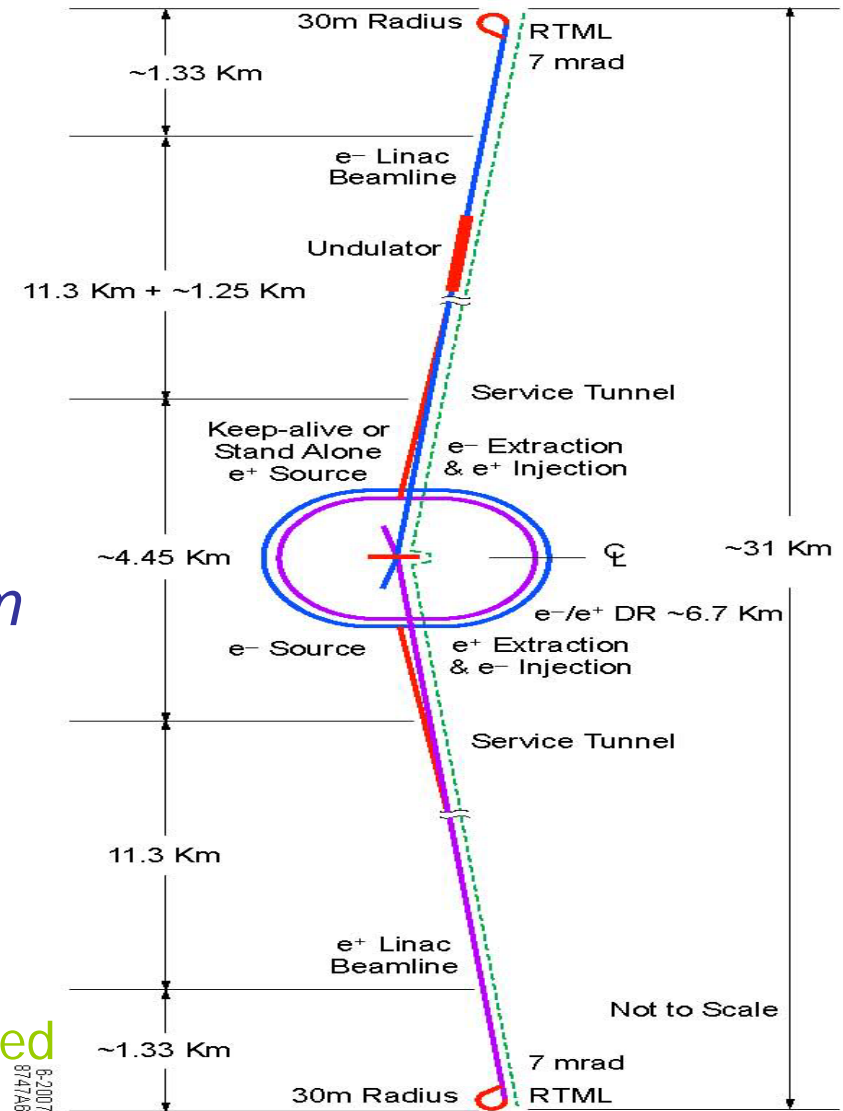 30m Radius
RTML
7 mrad
~1.33 Km
e– Linac
Beamline
Undulator
11.3 Km + ~1.25 Km
Service Tunnel
Keep-alive or
Stand Alone
e+ Source
e– Extraction
& e+ Injection
~4.45 Km
℄
~31 Km
m
e–/e+ DR ~6.7 Km
e– Source
e+ Extraction
& e– Injection
Service Tunnel
11.3 Km
e+ Linac
Beamline
Not to Scale
ed
~1.33 Km
7 mrad
30m Radius
RTML
6-2007
8747A6